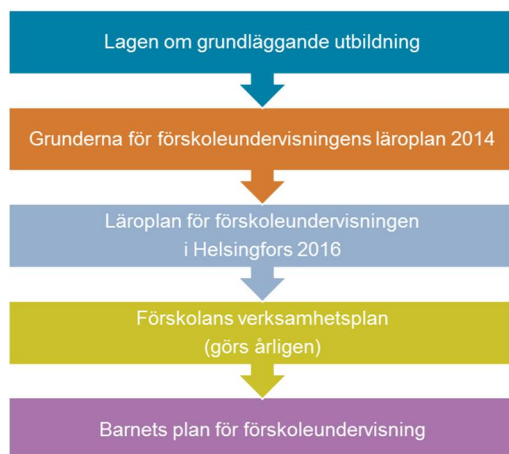 Lagen om grundläggande utbildning
Grunderna för förskoleundervisningens läroplan 2014
Läroplan för förskoleundervisningen
i Helsingfors 2016
Förskolans verksamhetsplan
(görs årligen)
Barnets plan för förskoleundervisning